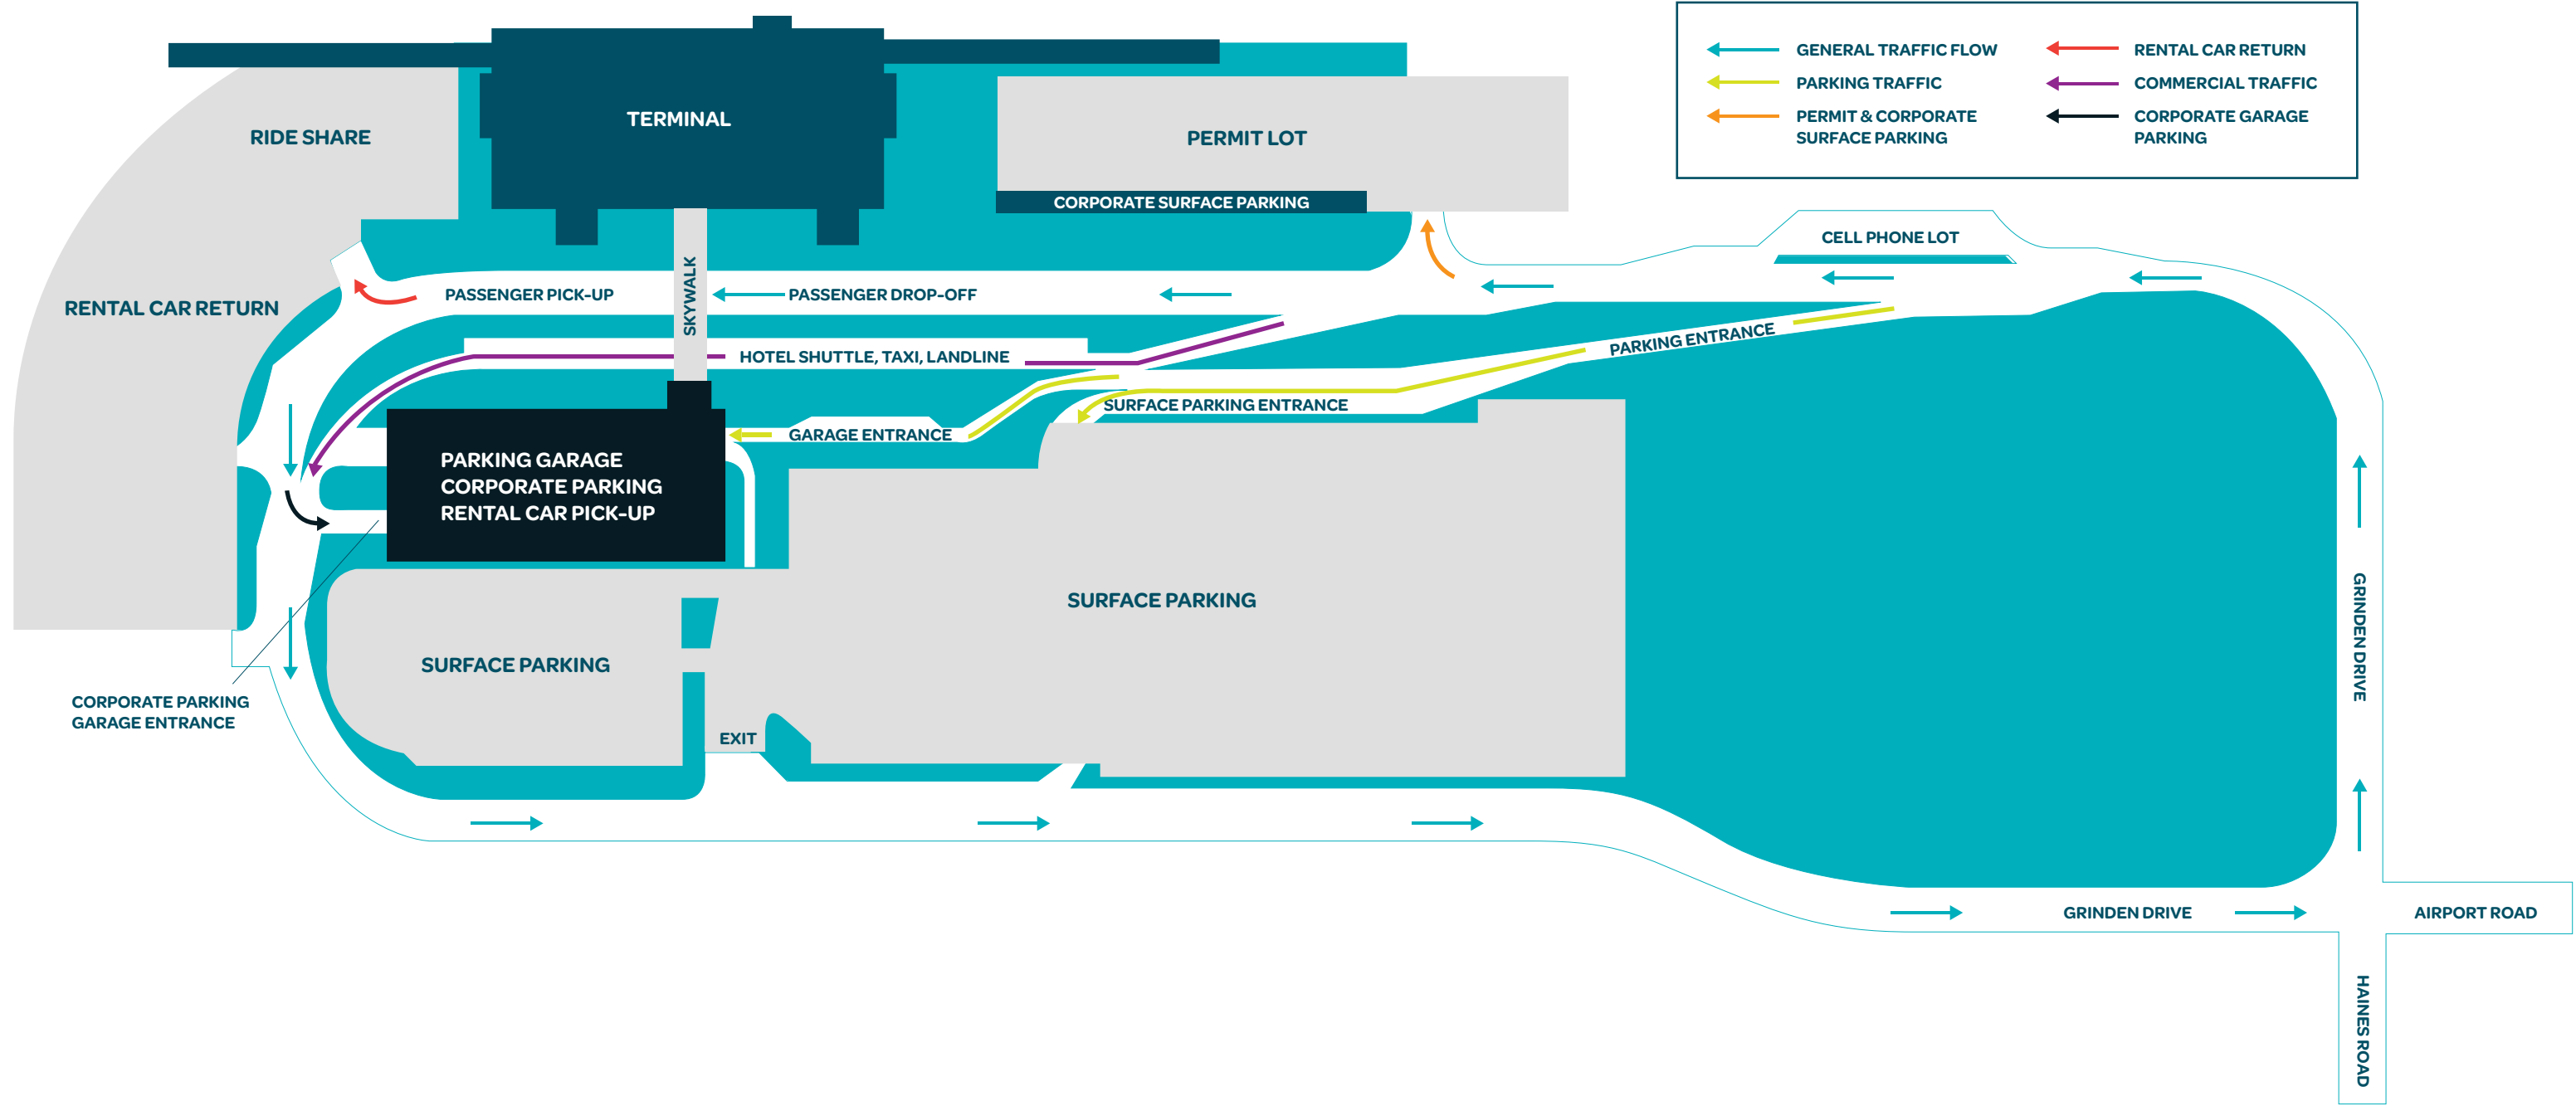 GENERAL TRAFFIC FLOW
PARKING TRAFFIC
PERMIT & CORPORATE
SURFACE PARKING
RENTAL CAR RETURN
COMMERCIAL TRAFFIC
CORPORATE GARAGE
PARKING
TERMINAL
RIDE SHARE
PERMIT LOT
CORPORATE SURFACE PARKING
CELL PHONE LOT
RENTAL CAR RETURN
PASSENGER PICK-UP
SKYWALK
PASSENGER DROP-OFF
HOTEL SHUTTLE, TAXI, LANDLINE
PARKING ENTRANCE
SURFACE PARKING ENTRANCE
GARAGE ENTRANCE
PARKING GARAGE
CORPORATE PARKING
RENTAL CAR PICK-UP
SURFACE PARKING
SURFACE PARKING
GRINDEN DRIVE
CORPORATE PARKING
GARAGE ENTRANCE
EXIT
GRINDEN DRIVE
AIRPORT ROAD
HAINES ROAD